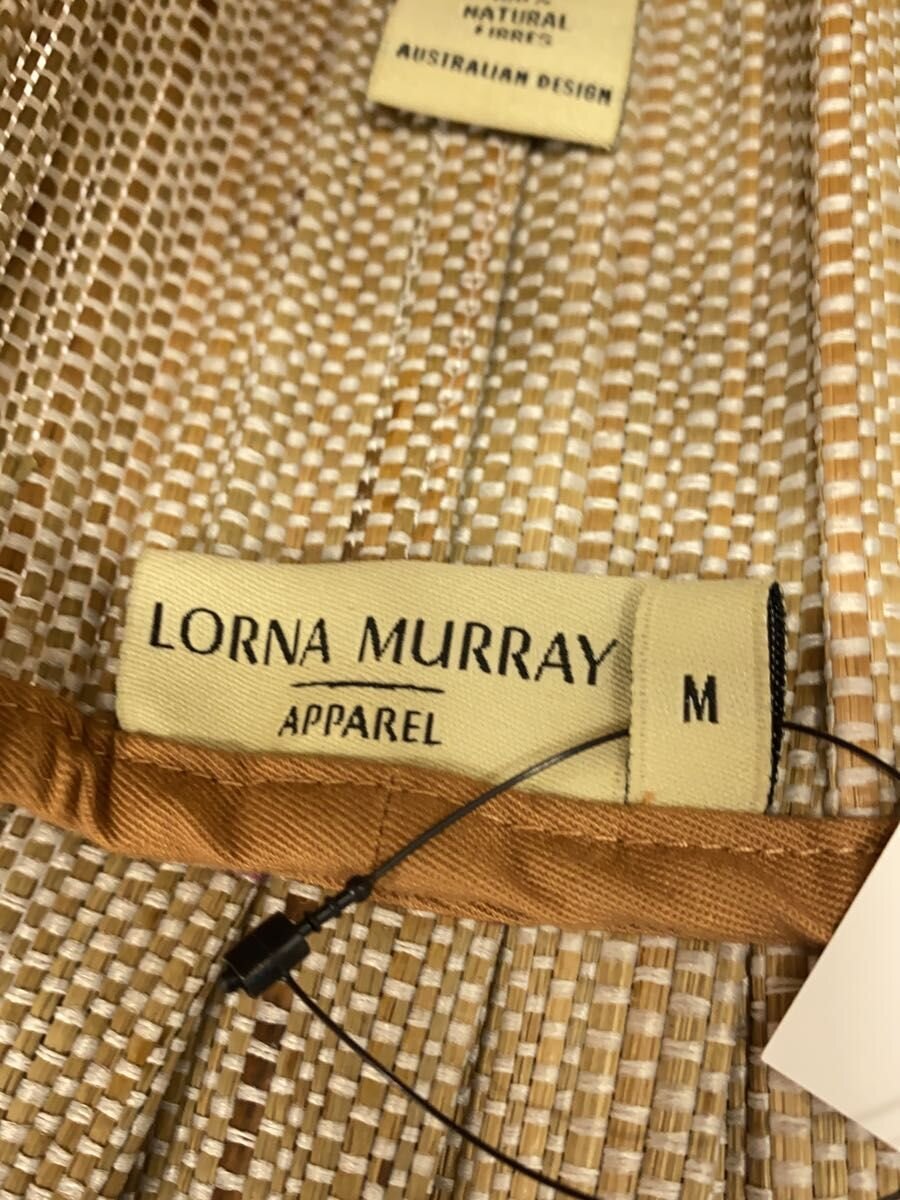 NATURAL
FIBRES
AUSTRALIAN DESIGN
LORNA MURRAY
APPAREL
M